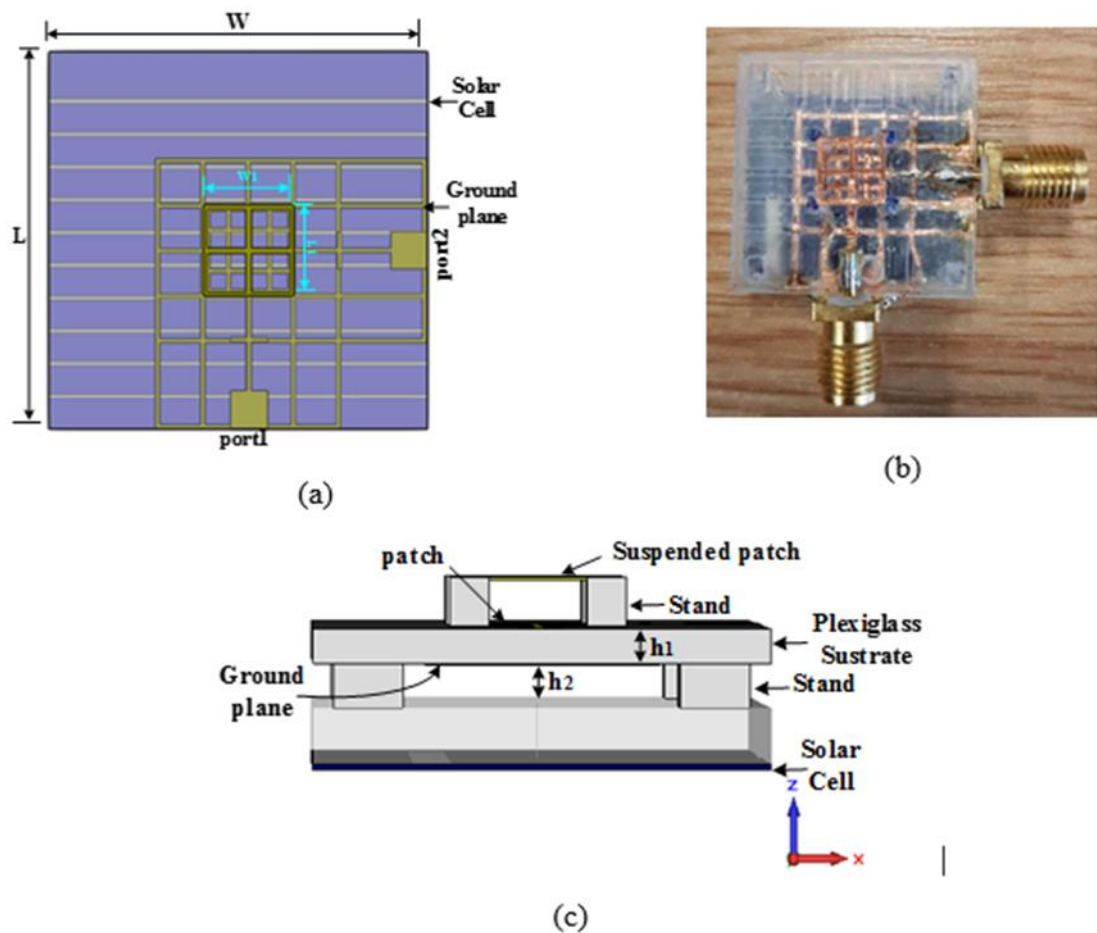 W
Solar
Cell
W1
Ground
plane
L
L1
port2
port1
(a)
(b)
patch
Suspended patch
Stand
h1
Plexiglass
Sustrate
Ground
plane
h2
Stand
Solar
Cell
z
x
(c)